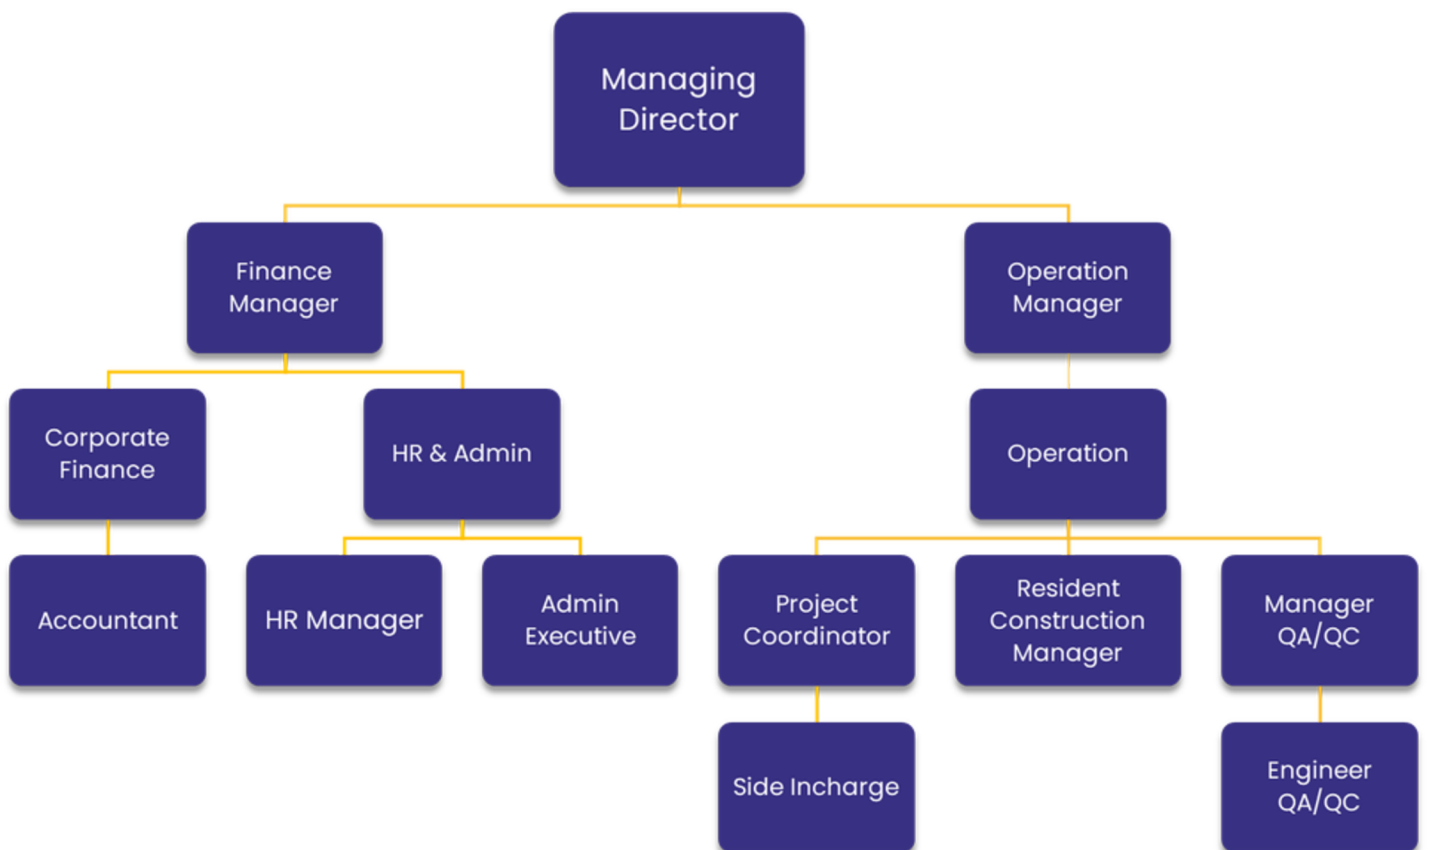 Managing
Director
Finance
Manager
Operation
Manager
Corporate
Finance
HR & Admin
Operation
Accountant
HR Manager
Admin
Executive
Project
Coordinator
Resident
Construction
Manager
Manager
QA/QC
Side Incharge
Engineer
QA/QC